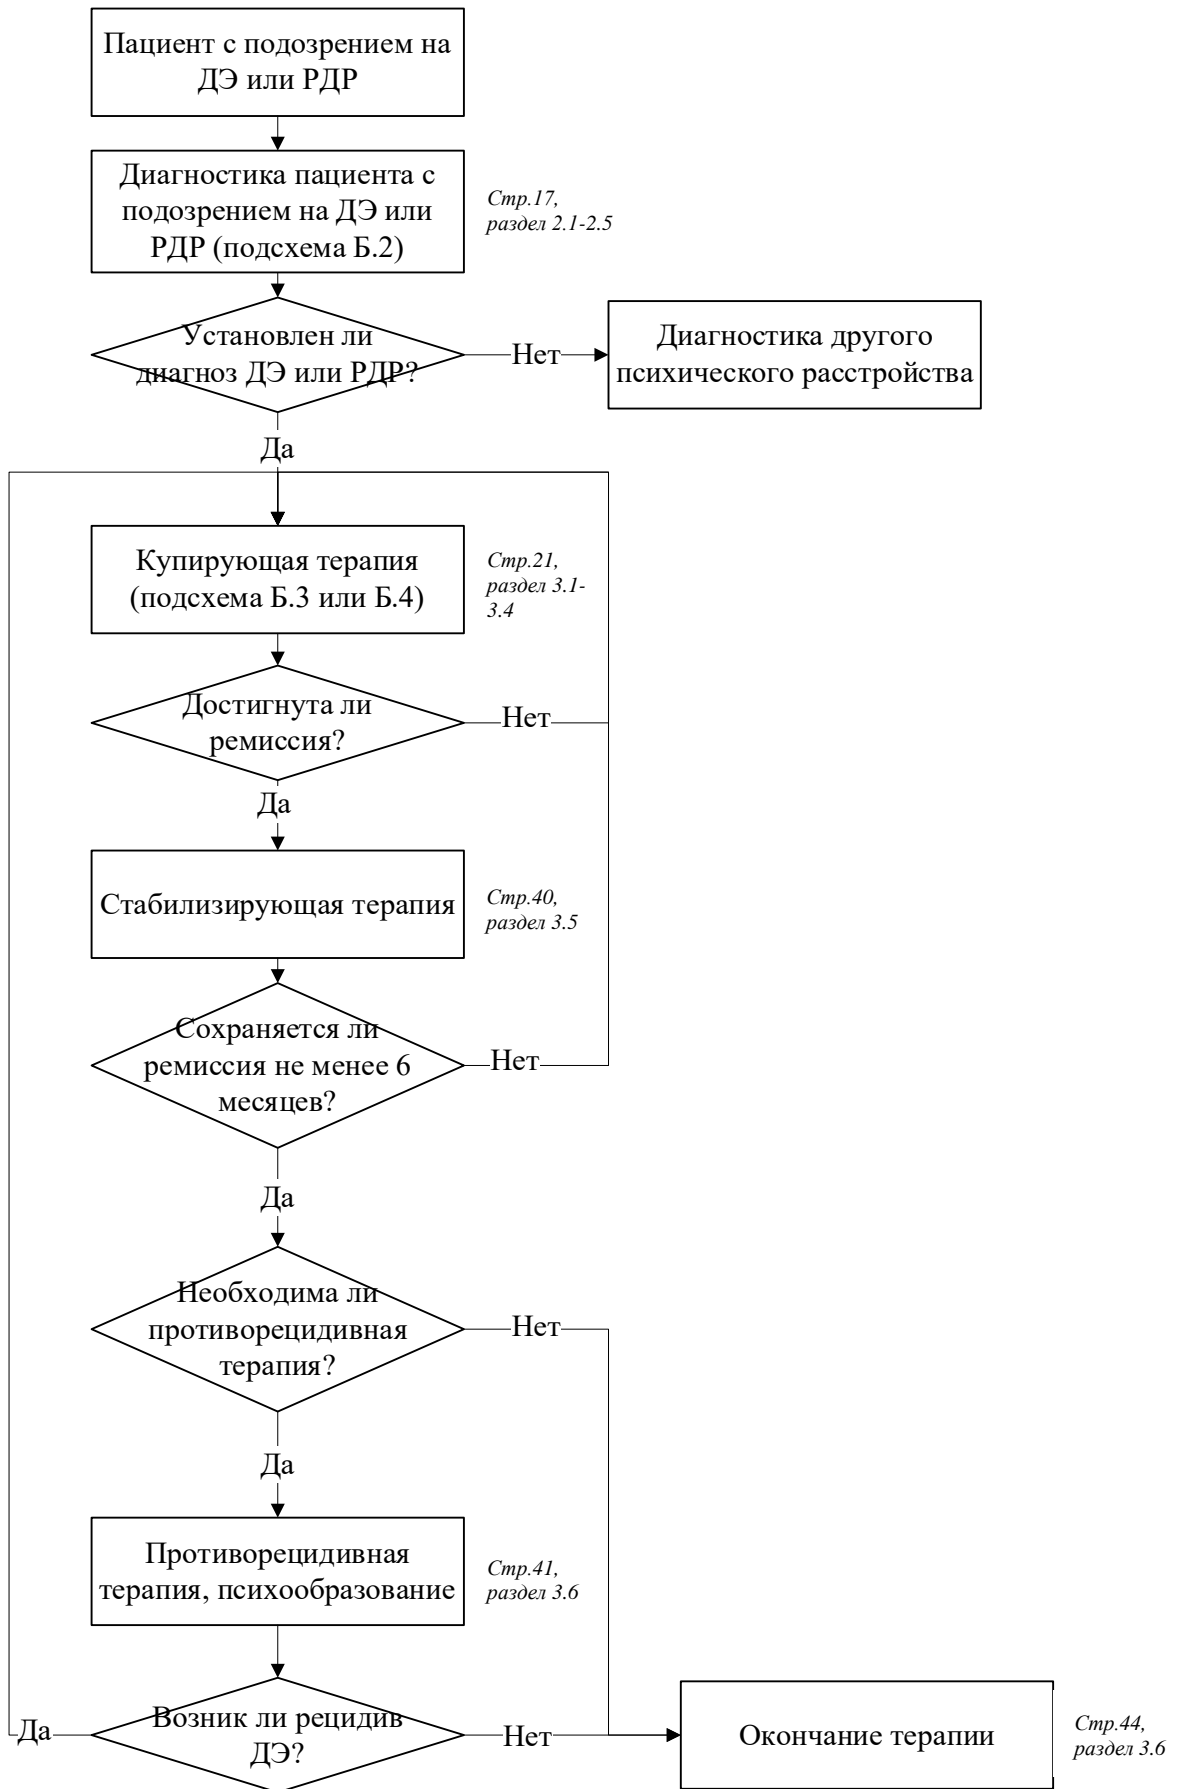 Пациент с подозрением на
ДЭ или РДР
Диагностика пациента с
подозрением на ДЭ или
РДР (подсхема Б.2)
Стр.17,
раздел 2.1-2.5
Установлен ли
диагноз ДЭ или РДР?
Нет
Диагностика другого
психического расстройства
Да
Купирующая терапия
(подсхема Б.3 или Б.4)
Стр.21,
раздел 3.1-
3.4
Достигнута ли
ремиссия?
Нет
Да
Стабилизирующая терапия
Стр.40,
раздел 3.5
Сохраняется ли
ремиссия не менее 6
месяцев?
Нет
Да
Необходима ли
противорецидивная
терапия?
Нет
Да
Противорецидивная
терапия, психообразование
Стр.41,
раздел 3.6
Да
Возник ли рецидив
ДЭ?
Нет
Окончание терапии
Стр.44,
раздел 3.6